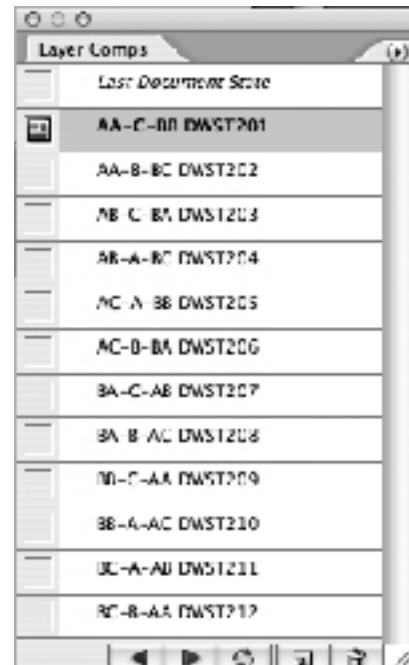 Layer Comps
Last Document State
AA-C-BB DWST201
AA-B-BC DWST202
AB-C-BA DWST203
AB-A-BC DWST204
AC-A-BB DWST205
AC-B-BA DWST206
BA-C-AB DWST207
BA-B-AC DWST208
BB-C-AA DWST209
BB-A-AC DWST210
BC-A-AB DWST211
BC-B-AA DWST212